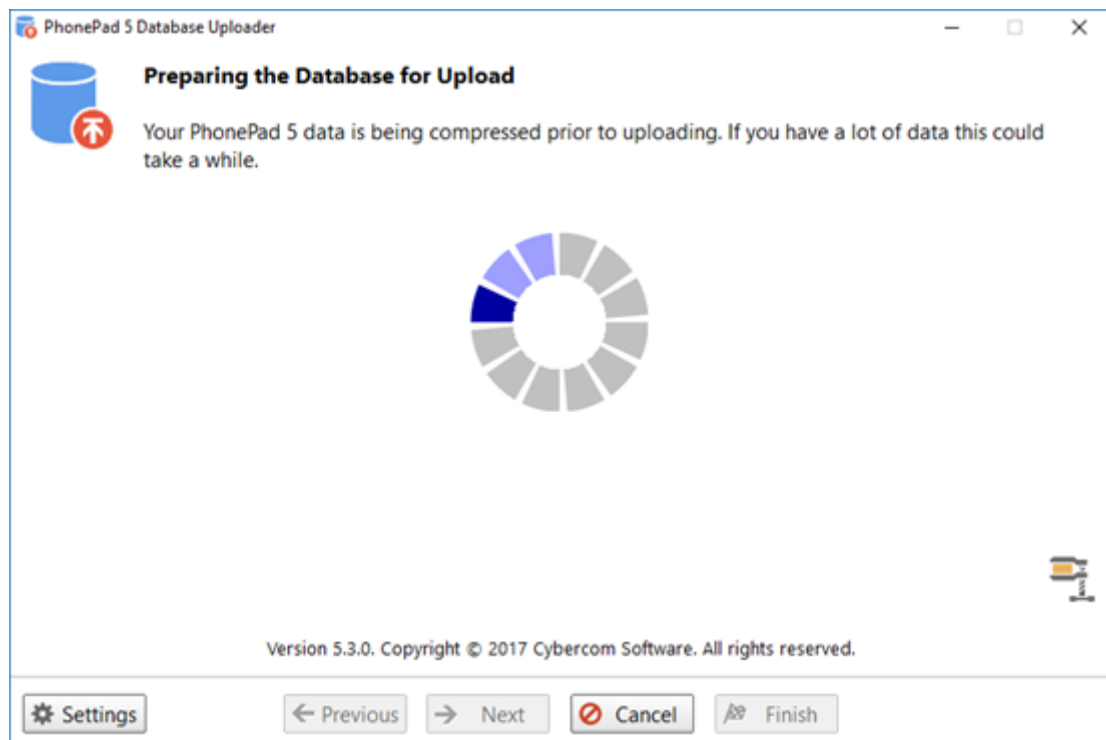 PhonePad 5 Database Uploader
Preparing the Database for Upload
Your PhonePad 5 data is being compressed prior to uploading. If you have a lot of data this could
take a while.
Version 5.3.0. Copyright © 2017 Cybercom Software. All rights reserved.
Settings
Previous
Next
Cancel
Finish